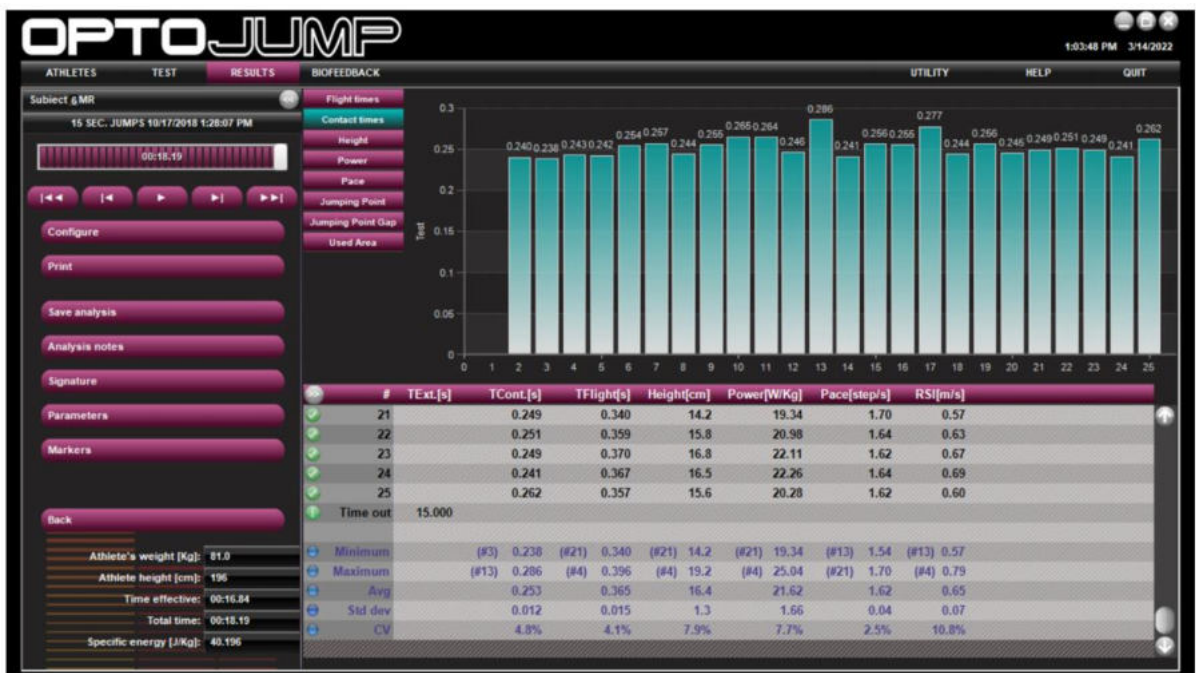 OPTOJUMP
1:03:48 PM 3/14/2022
ATHLETES TEST RESULTS BIOFEEDBACK UTILITY HELP QUIT
Subject &MR
15 SEC. JUMPS 10/17/2018 1:28:07 PM
00:18.19
Configure
Print
Save analysis
Analysis notes
Signature
Parameters
Markers
Back
Athlete's weight [Kg]: 81.0
Athlete height [cm]: 196
Time effective: 00:16.84
Total time: 00:18.19
Specific energy [J/Kg]: 40.196
Flight times
Contact times
Height
Power
Pace
Jumping Point
Jumping Point Gap
Used Area
Test
0.3
0.25
0.2
0.15
0.1
0.05
0
0.240 0.238 0.243 0.242 0.254 0.257 0.244 0.255 0.265 0.264 0.246 0.286 0.241 0.256 0.255 0.277 0.244 0.256 0.246 0.249 0.251 0.249 0.241 0.262
0 1 2 3 4 5 6 7 8 9 10 11 12 13 14 15 16 17 18 19 20 21 22 23 24 25
# TExt.[s] TCont.[s] TFlight[s] Height[cm] Power[W/Kg] Pace[step/s] RSI[m/s]
21 0.249 0.340 14.2 19.34 1.70 0.57
22 0.251 0.359 15.8 20.98 1.64 0.63
23 0.249 0.370 16.8 22.11 1.62 0.67
24 0.241 0.367 16.5 22.26 1.64 0.69
25 0.262 0.357 15.6 20.28 1.62 0.60
Time out 15.000
Minimum (#3) 0.238 (#21) 0.340 (#21) 14.2 (#21) 19.34 (#13) 1.54 (#13) 0.57
Maximum (#13) 0.286 (#4) 0.396 (#4) 19.2 (#4) 25.04 (#21) 1.70 (#4) 0.79
Avg 0.253 0.365 16.4 21.62 1.62 0.65
Std dev 0.012 0.015 1.3 1.66 0.04 0.07
CV 4.8% 4.1% 7.9% 7.7% 2.5% 10.8%